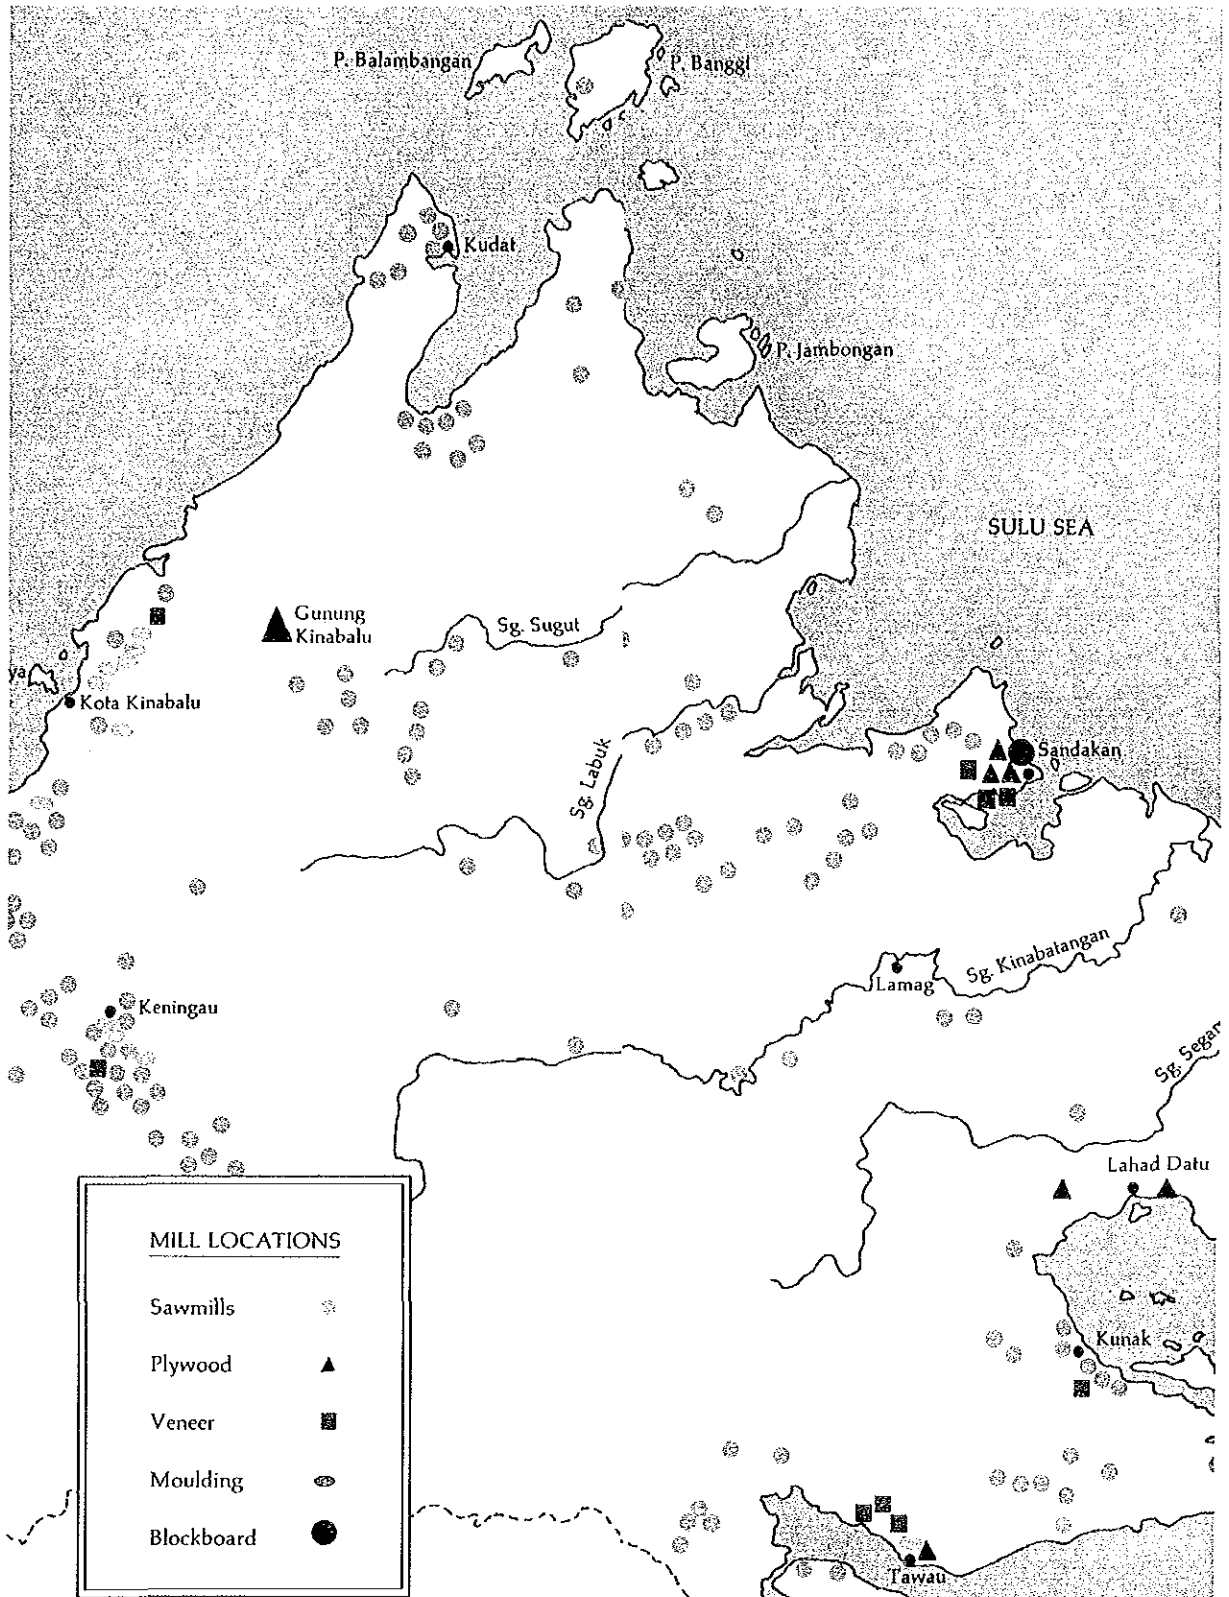 P. Balambangan
P. Banggi
Kudat
P. Jambongan
SULU SEA
Gunung
Kinabalu
Sg. Sugut
ya
Kota Kinabalu
Sandakan
Sg. Labuk
Sg. Kinabatangan
Lamag
Keningau
Sg. Segan
Lahad Datu
MILL LOCATIONS
Sawmills
Plywood
Veneer
Moulding
Blockboard
Kunak
Tawau